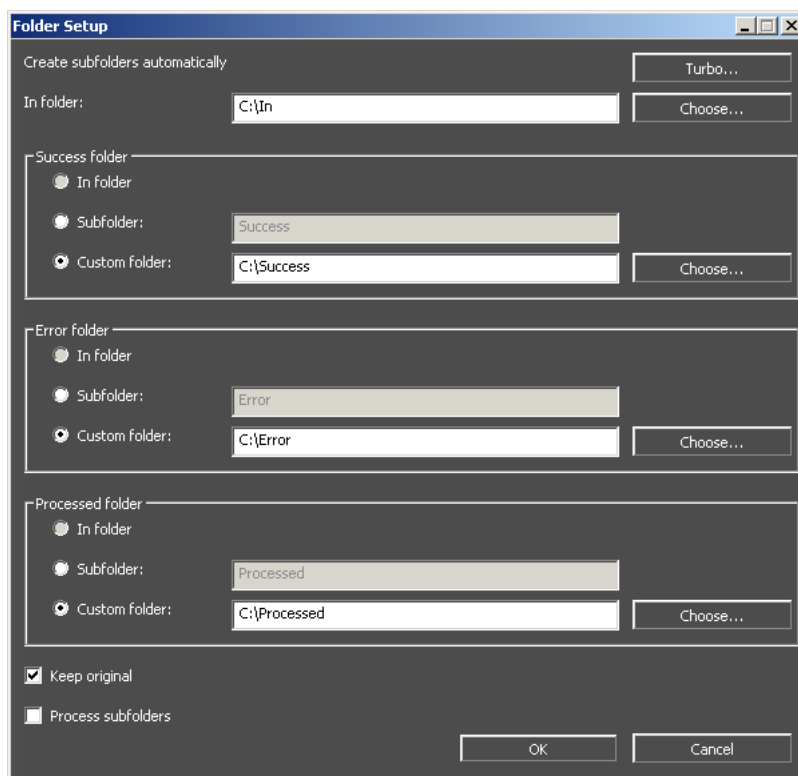 Folder Setup
Create subfolders automatically
Turbo...
In folder:
C:\In
Choose...
Success folder
In folder
Subfolder:
Success
Custom folder:
C:\Success
Choose...
Error folder
In folder
Subfolder:
Error
Custom folder:
C:\Error
Choose...
Processed folder
In folder
Subfolder:
Processed
Custom folder:
C:\Processed
Choose...
Keep original
Process subfolders
OK
Cancel